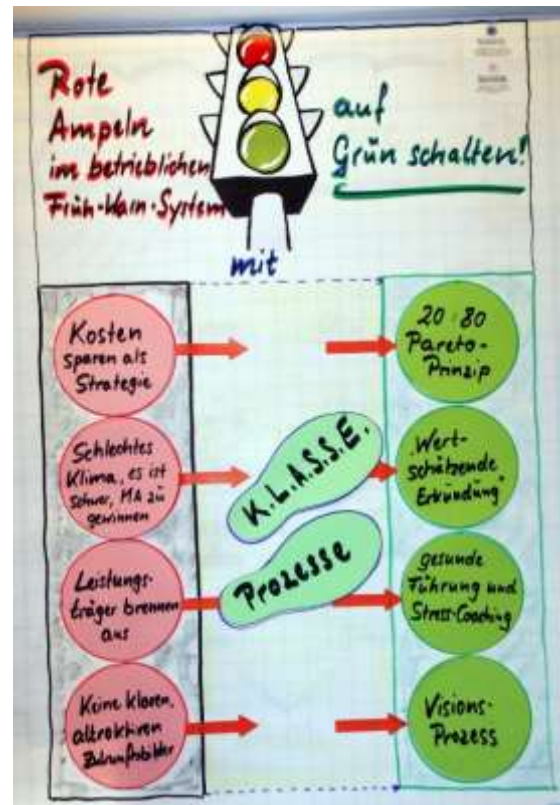 Rote
Ampeln
im betrieblichen
Früh-Warn-System
auf
Grün schalten!
mit
Kosten
sparen als
Strategie
20:80
Pareto-
Prinzip
Schlechtes
Klima, es ist
schwer, MA zu
gewinnen
K.L.A.S.S.E.
"Wert-
schätzende
Erkundung"
Leistungs-
träger brennen
aus
Prozesse
gesunde
Führung und
Stress-Coaching
Keine klaren,
attraktiven
Zukunftsbilder
Visions-
Prozess